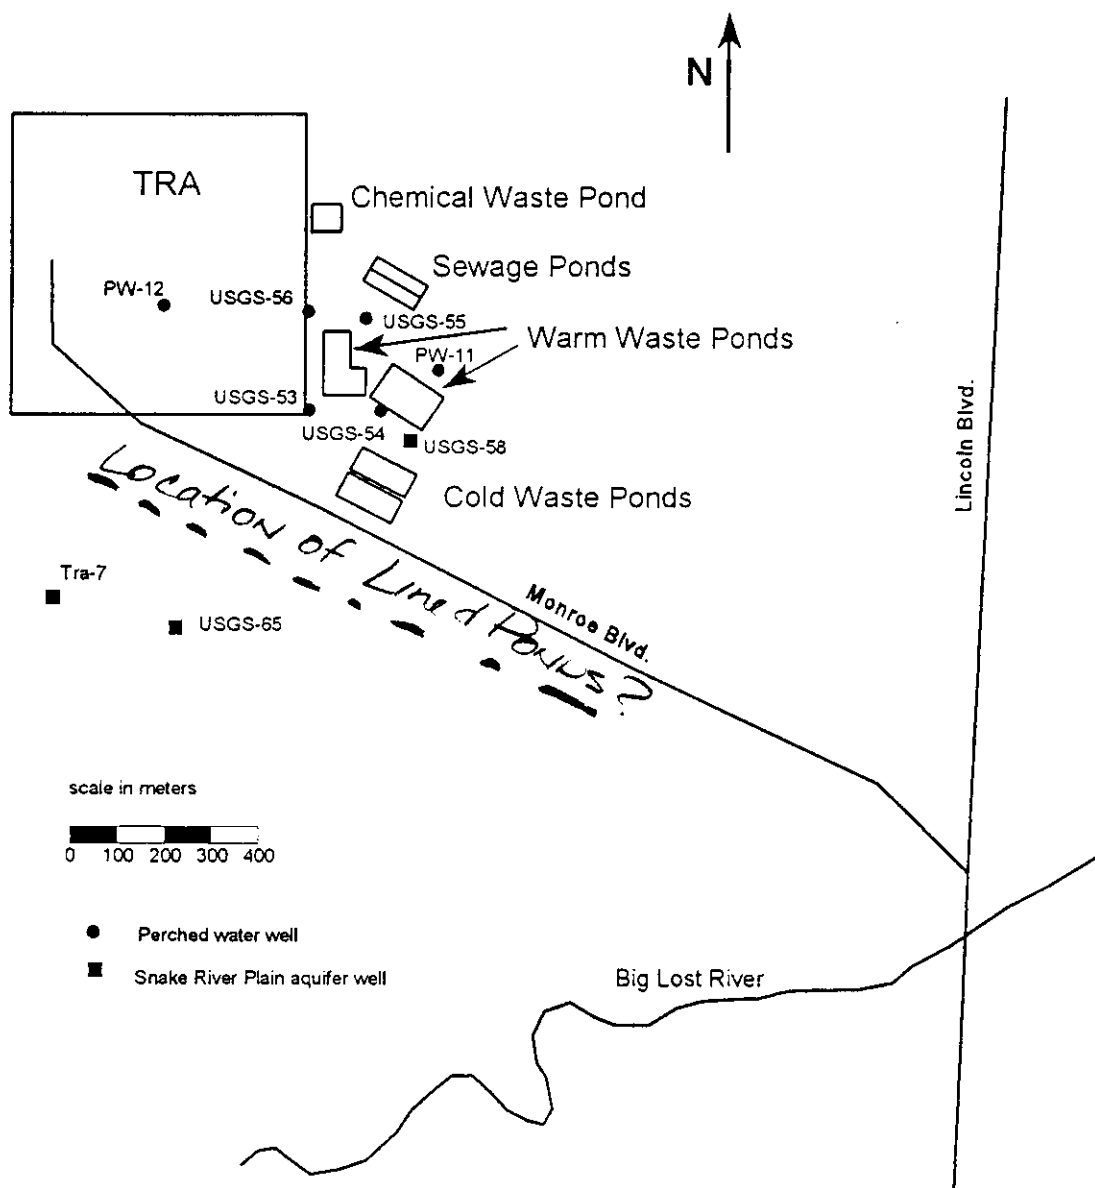 N
TRA
Chemical Waste Pond
Sewage Ponds
PW-12
USGS-56
USGS-55
Warm Waste Ponds
PW-11
USGS-53
USGS-54
USGS-58
Lincoln Blvd.
Cold Waste Ponds
Location of Lined Ponds?
Tra-7
Monroe Blvd.
USGS-65
scale in meters
0 100 200 300 400
Perched water well
Snake River Plain aquifer well
Big Lost River